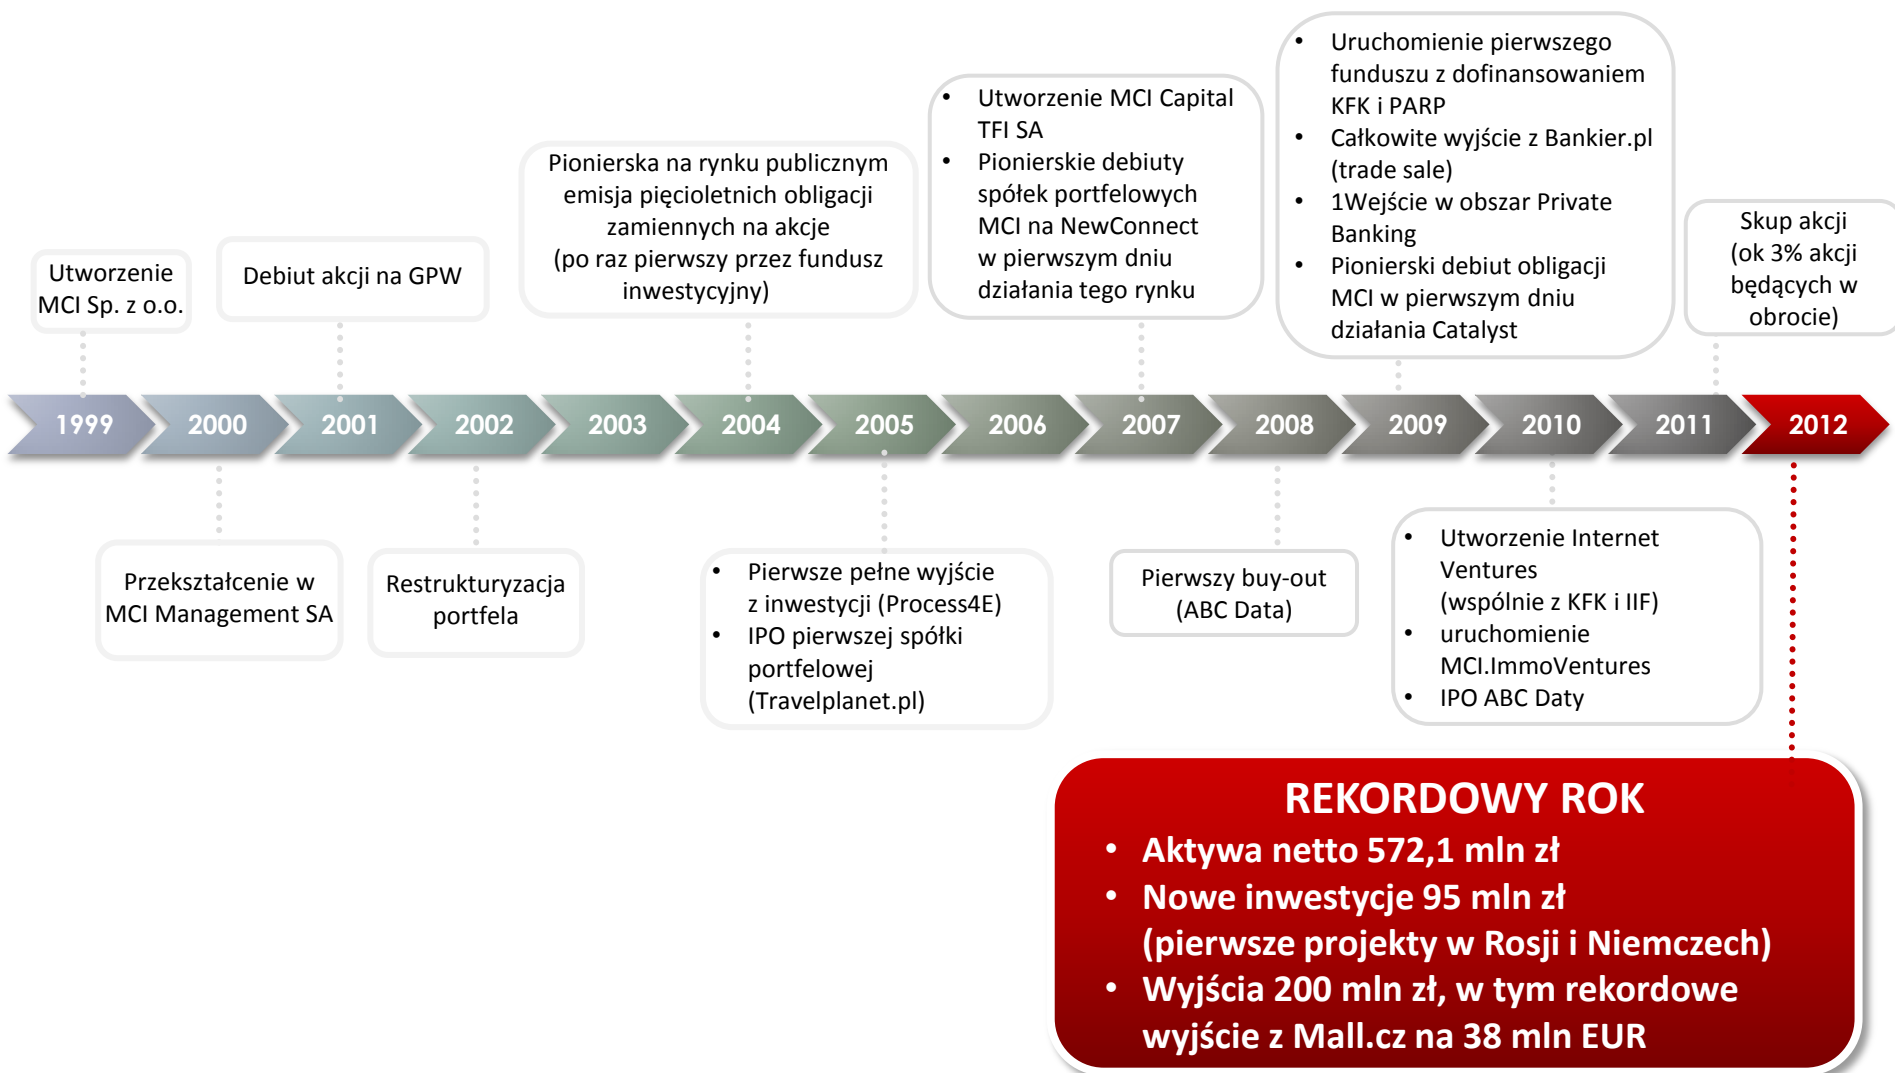 Utworzenie
MCI Sp. z o.o.
Debiut akcji na GPW
Pionierska na rynku publicznym
emisja pięcioletnich obligacji
zamiennych na akcje
(po raz pierwszy przez fundusz
inwestycyjny)
• Utworzenie MCI Capital
TFI SA
• Pionierskie debiuty
spółek portfelowych
MCI na NewConnect
w pierwszym dniu
działania tego rynku
• Uruchomienie pierwszego
funduszu z dofinansowaniem
KFK i PARP
• Całkowite wyjście z Bankier.pl
(trade sale)
• 1Wejście w obszar Private
Banking
• Pionierski debiut obligacji
MCI w pierwszym dniu
działania Catalyst
Skup akcji
(ok 3% akcji
będących w
obrocie)
1999 2000 2001 2002 2003 2004 2005 2006 2007 2008 2009 2010 2011 2012
Przekształcenie w
MCI Management SA
Restrukturyzacja
portfela
• Pierwsze pełne wyjście
z inwestycji (Process4E)
• IPO pierwszej spółki
portfelowej
(Travelplanet.pl)
Pierwszy buy-out
(ABC Data)
• Utworzenie Internet
Ventures
(wspólnie z KFK i IIF)
• uruchomienie
MCI.ImmoVentures
• IPO ABC Daty
REKORDOWY ROK
• Aktywa netto 572,1 mln zł
• Nowe inwestycje 95 mln zł
(pierwsze projekty w Rosji i Niemczech)
• Wyjścia 200 mln zł, w tym rekordowe
wyjście z Mall.cz na 38 mln EUR